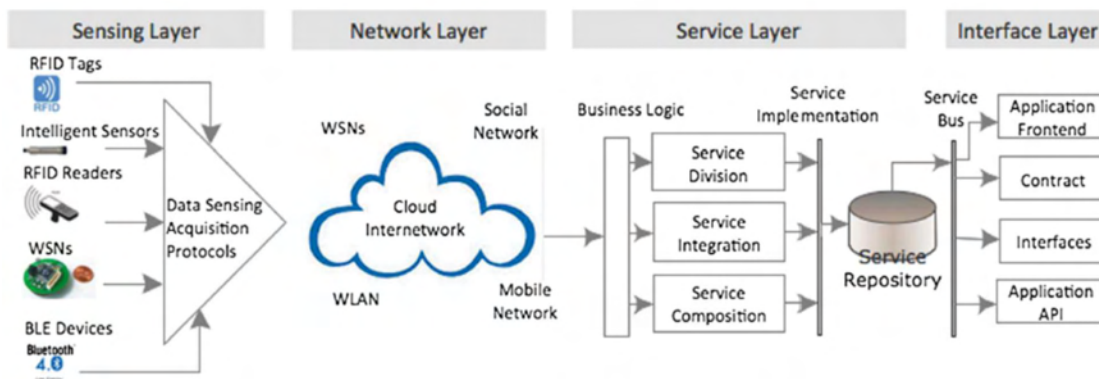 Sensing Layer
Network Layer
Service Layer
Interface Layer
RFID Tags
RFID
Intelligent Sensors
RFID Readers
WSNs
BLE Devices
Bluetooth
4.0
Data Sensing
Acquisition
Protocols
WSNs
Social
Network
Cloud
Internetwork
WLAN
Mobile
Network
Business Logic
Service
Division
Service
Integration
Service
Composition
Service
Implementation
Service
Repository
Service
Bus
Application
Frontend
Contract
Interfaces
Application
API